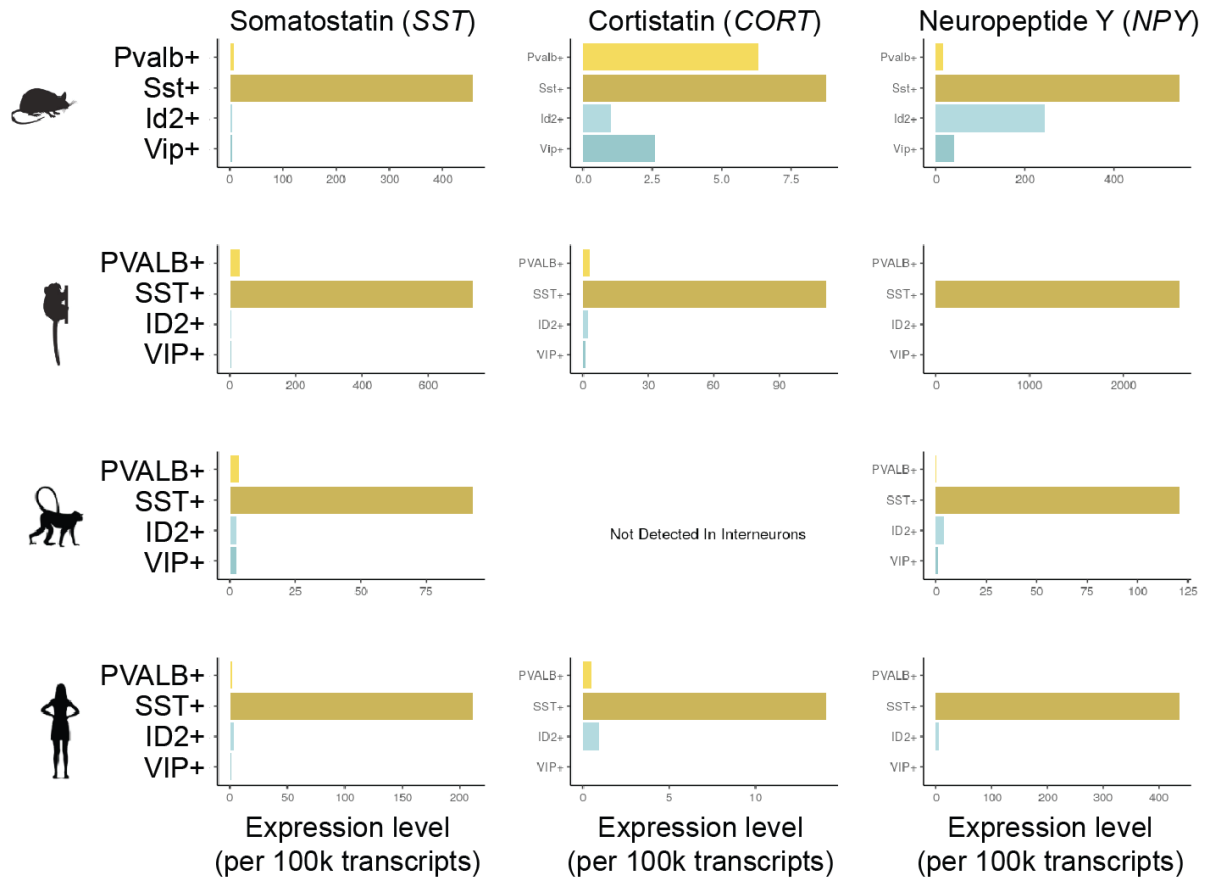 Somatostatin (SST)
Cortistatin (CORT)
Neuropeptide Y (NPY)
Pvalb+
Sst+
Id2+
Vip+
0 100 200 300 400
Pvalb+
Sst+
Id2+
Vip+
0.0 2.5 5.0 7.5
Pvalb+
Sst+
Id2+
Vip+
0 200 400
PVALB+
SST+
ID2+
VIP+
0 200 400 600
PVALB+
SST+
ID2+
VIP+
0 30 60 90
PVALB+
SST+
ID2+
VIP+
0 1000 2000
PVALB+
SST+
ID2+
VIP+
0 25 50 75
Not Detected In Interneurons
PVALB+
SST+
ID2+
VIP+
0 25 50 75 100 125
PVALB+
SST+
ID2+
VIP+
0 50 100 150 200
PVALB+
SST+
ID2+
VIP+
0 5 10
PVALB+
SST+
ID2+
VIP+
0 100 200 300 400
Expression level
(per 100k transcripts)
Expression level
(per 100k transcripts)
Expression level
(per 100k transcripts)